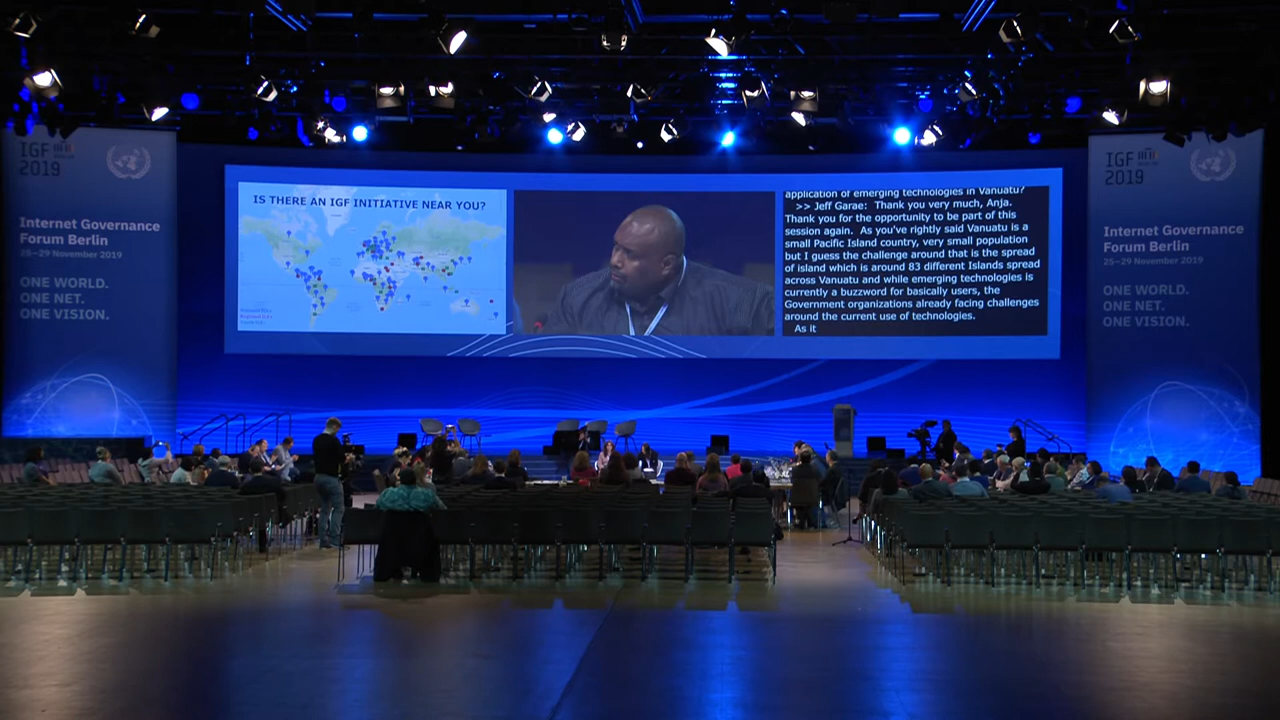 IGF
2019
Internet Governance
Forum Berlin
25–29 November 2019
ONE WORLD.
ONE NET.
ONE VISION.
IS THERE AN IGF INITIATIVE NEAR YOU?
application of emerging technologies in Vanuatu?
>> Jeff Garae: Thank you very much, Anja.
Thank you for the opportunity to be part of this
session again. As you've rightly said Vanuatu is a
small Pacific Island country, very small population
but I guess the challenge around that is the spread
of island which is around 83 different Islands spread
across Vanuatu and while emerging technologies is
currently a buzzword for basically users, the
Government organizations already facing challenges
around the current use of technologies.
As it
IGF
2019
Internet Governance
Forum Berlin
25–29 November 2019
ONE WORLD.
ONE NET.
ONE VISION.